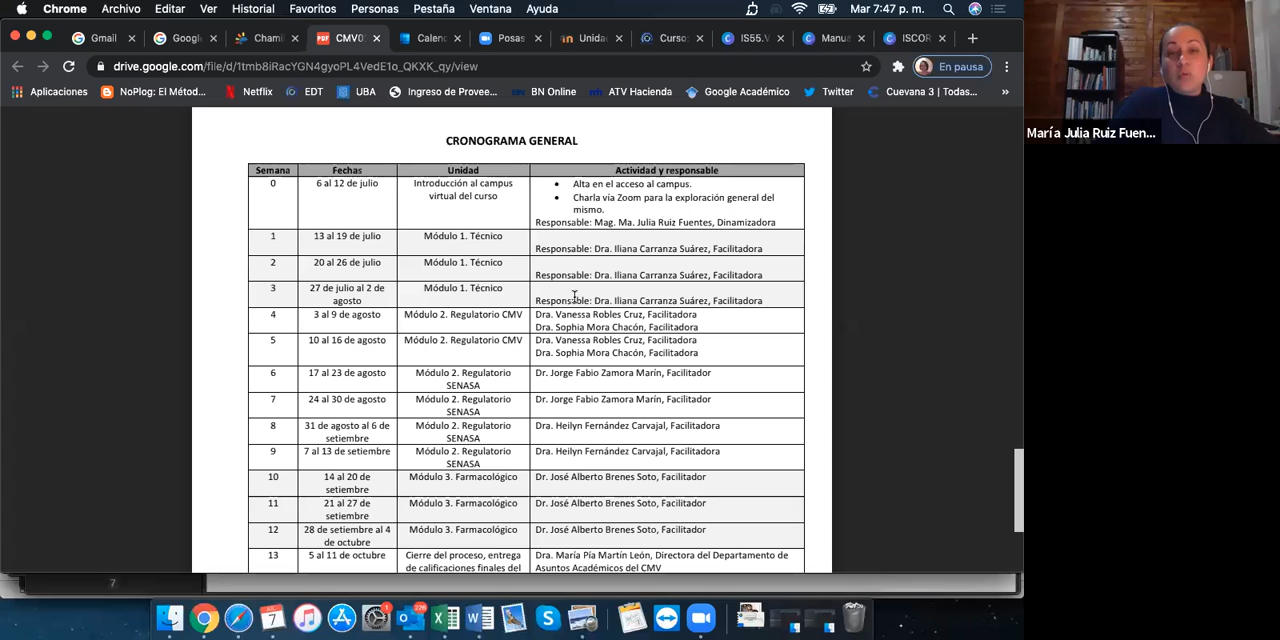 Chrome Archivo Editar Ver Historial Favoritos Personas Pestaña Ventana Ayuda Mar 7:47 p. m.
Gmail Google Chamil CMV0 Calend Posas Unida Curso: IS55.V Manua ISCOR
drive.google.com/file/d/1tmb8iRacYGN4gyoPL4VedE1o_QKXK_qy/view En pausa
Aplicaciones NoPlog: El Métod... Netflix EDT UBA Ingreso de Provee... BN Online ATV Hacienda Google Académico Twitter Cuevana 3 | Todas... »
CRONOGRAMA GENERAL
Semana Fechas Unidad Actividad y responsable
0 6 al 12 de julio Introducción al campus virtual del curso
• Alta en el acceso al campus.
• Charla vía Zoom para la exploración general del
mismo.
Responsable: Mag. Ma. Julia Ruiz Fuentes, Dinamizadora
1 13 al 19 de julio Módulo 1. Técnico
Responsable: Dra. Iliana Carranza Suárez, Facilitadora
2 20 al 26 de julio Módulo 1. Técnico
Responsable: Dra. Iliana Carranza Suárez, Facilitadora
3 27 de julio al 2 de agosto Módulo 1. Técnico
Responsable: Dra. Iliana Carranza Suárez, Facilitadora
4 3 al 9 de agosto Módulo 2. Regulatorio CMV Dra. Vanessa Robles Cruz, Facilitadora
Dra. Sophia Mora Chacón, Facilitadora
5 10 al 16 de agosto Módulo 2. Regulatorio CMV Dra. Vanessa Robles Cruz, Facilitadora
Dra. Sophia Mora Chacón, Facilitadora
6 17 al 23 de agosto Módulo 2. Regulatorio SENASA Dr. Jorge Fabio Zamora Marín, Facilitador
7 24 al 30 de agosto Módulo 2. Regulatorio SENASA Dr. Jorge Fabio Zamora Marín, Facilitador
8 31 de agosto al 6 de setiembre Módulo 2. Regulatorio SENASA Dra. Heilyn Fernández Carvajal, Facilitadora
9 7 al 13 de setiembre Módulo 2. Regulatorio SENASA Dra. Heilyn Fernández Carvajal, Facilitadora
10 14 al 20 de setiembre Módulo 3. Farmacológico Dr. José Alberto Brenes Soto, Facilitador
11 21 al 27 de setiembre Módulo 3. Farmacológico Dr. José Alberto Brenes Soto, Facilitador
12 28 de setiembre al 4 de octubre Módulo 3. Farmacológico Dr. José Alberto Brenes Soto, Facilitador
13 5 al 11 de octubre Cierre del proceso, entrega de calificaciones finales del
Dra. María Pía Martín León, Directora del Departamento de
Asuntos Académicos del CMV
7
María Julia Ruiz Fuen...